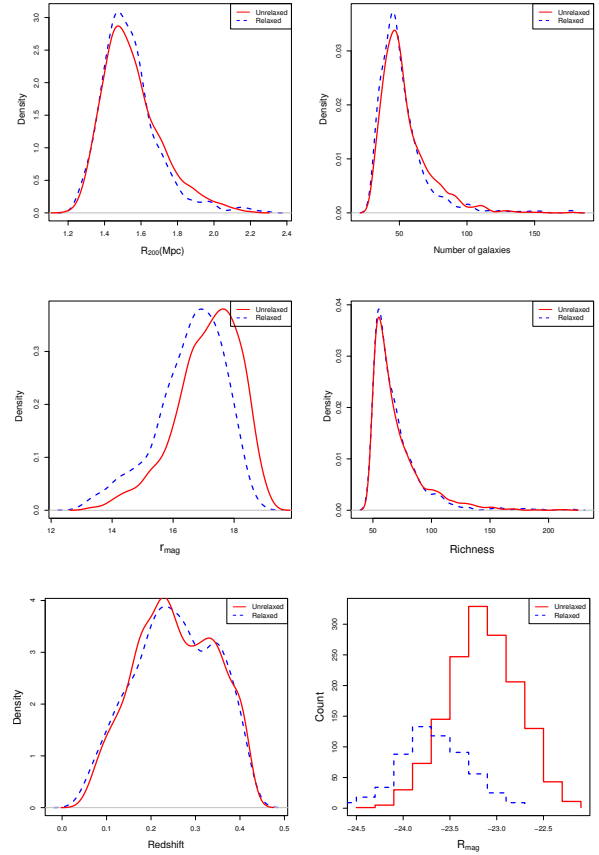 Unrelaxed
Relaxed
Density
0.0 0.5 1.0 1.5 2.0 2.5 3.0
1.2 1.4 1.6 1.8 2.0 2.2 2.4
R200(Mpc)
Unrelaxed
Relaxed
Density
0.00 0.01 0.02 0.03
50 100 150
Number of galaxies
Unrelaxed
Relaxed
Density
0.0 0.1 0.2 0.3
12 14 16 18
rmag
Unrelaxed
Relaxed
Density
0.00 0.01 0.02 0.03 0.04
50 100 150 200
Richness
Unrelaxed
Relaxed
Density
0 1 2 3 4
0.0 0.1 0.2 0.3 0.4 0.5
Redshift
Unrelaxed
Relaxed
Count
0 50 100 150 200 250 300
−24.5 −24.0 −23.5 −23.0 −22.5
Rmag